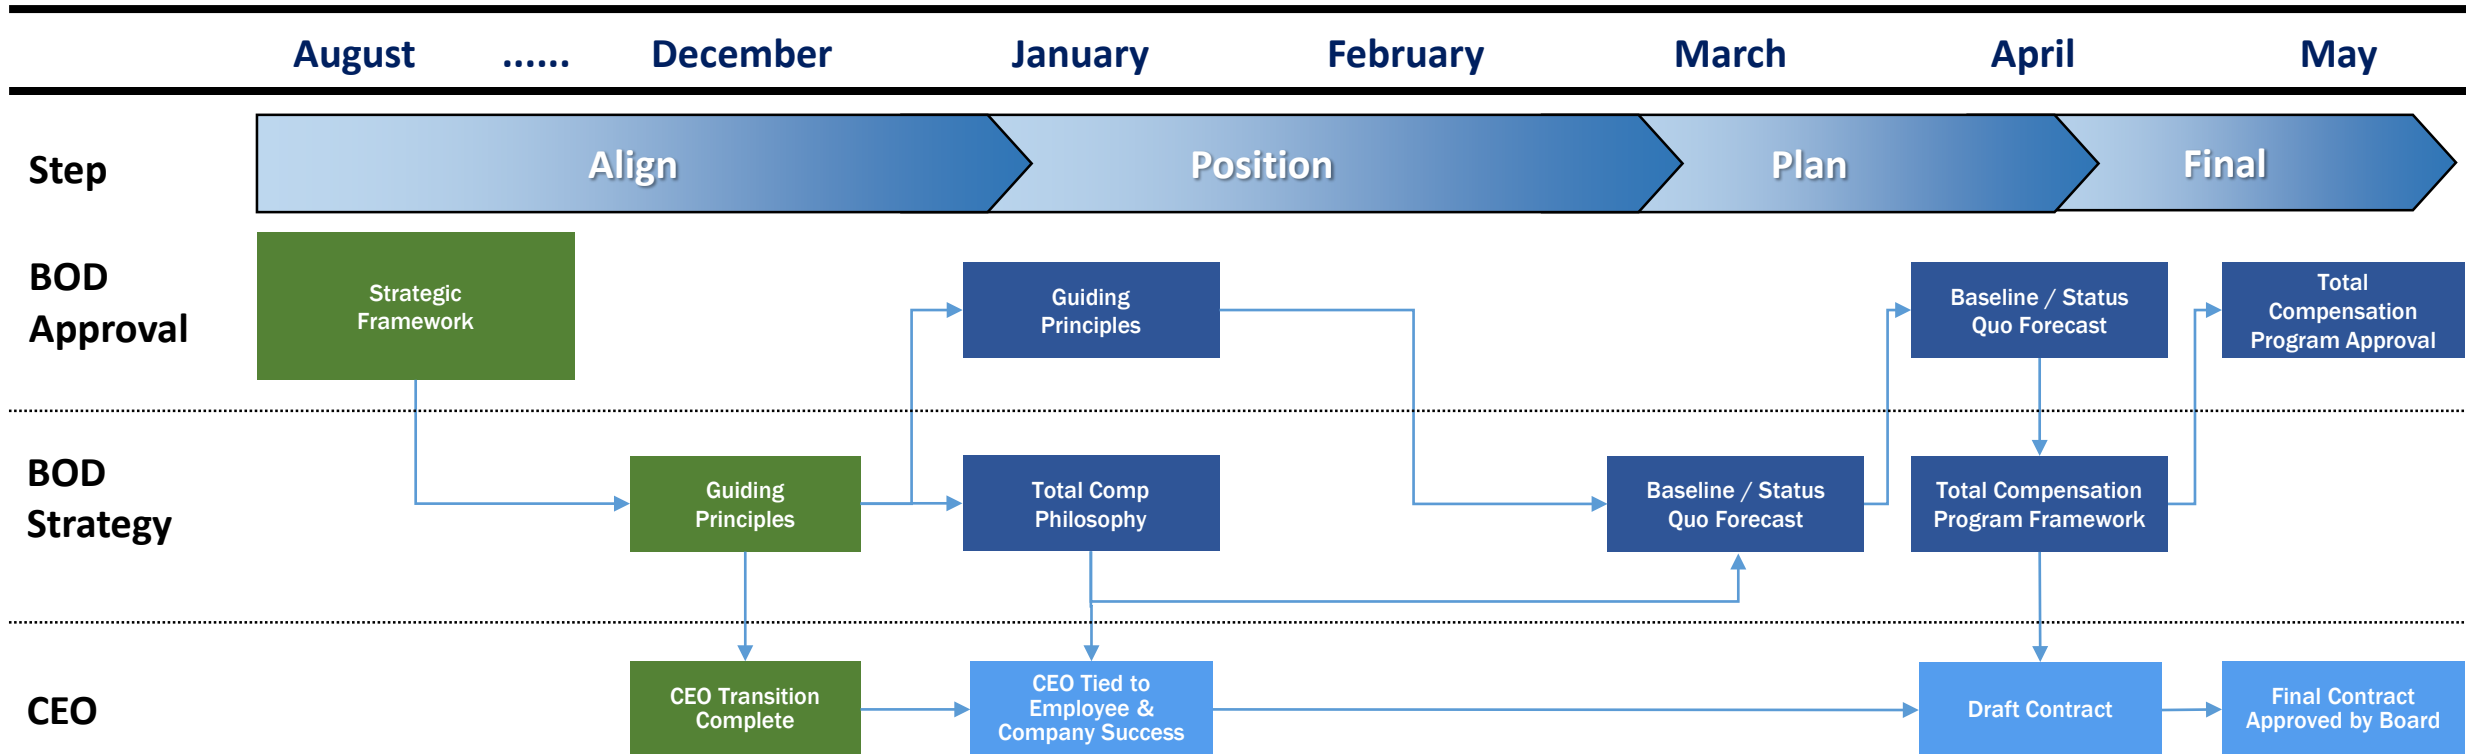 August ...... December January February March April May
Step
Align Position Plan Final
BOD
Approval
Strategic
Framework
Guiding
Principles
Baseline / Status
Quo Forecast
Total
Compensation
Program Approval
BOD
Strategy
Guiding
Principles
Total Comp
Philosophy
Baseline / Status
Quo Forecast
Total Compensation
Program Framework
CEO
CEO Transition
Complete
CEO Tied to
Employee &
Company Success
Draft Contract
Final Contract
Approved by Board